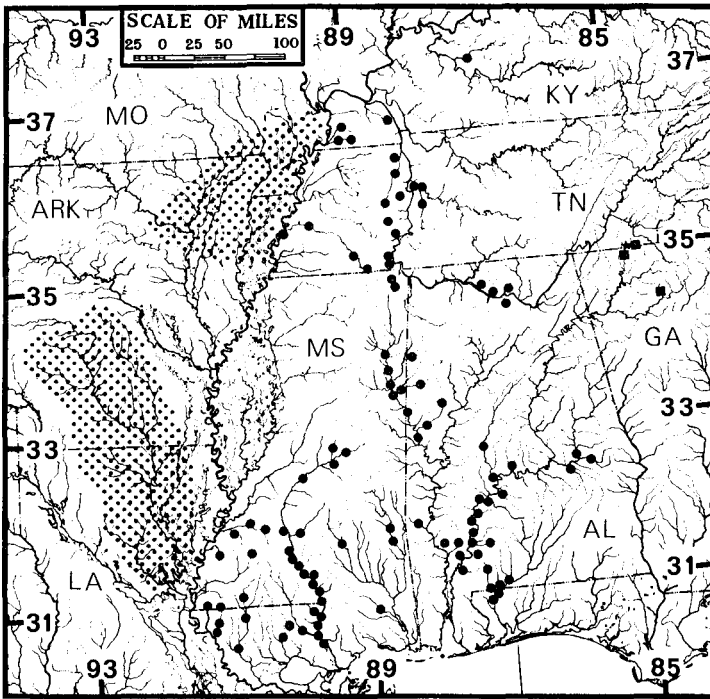 93
SCALE OF MILES
25 0 25 50 100
89
85
37
KY
MO
37
ARK
TN
35
35
MS
GA
33
33
AL
31
LA
31
93
89
85